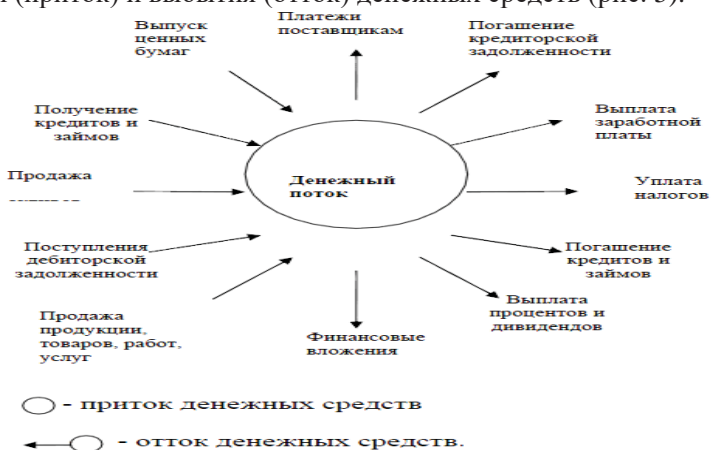 (приток) и выбытия (отток) денежных средств (рис. 3).
Выпуск
ценных
бумаг
Платежи
поставщикам
Погашение
кредиторской
задолженности
Получение
кредитов и
займов
Выплата
заработной
платы
Продажа
Денежный
поток
Уплата
налогов
Поступления
дебиторской
задолженности
Погашение
кредитов и
займов
Продажа
продукции,
товаров, работ,
услуг
Финансовые
вложения
Выплата
процентов и
дивидендов
- приток денежных средств
- отток денежных средств.